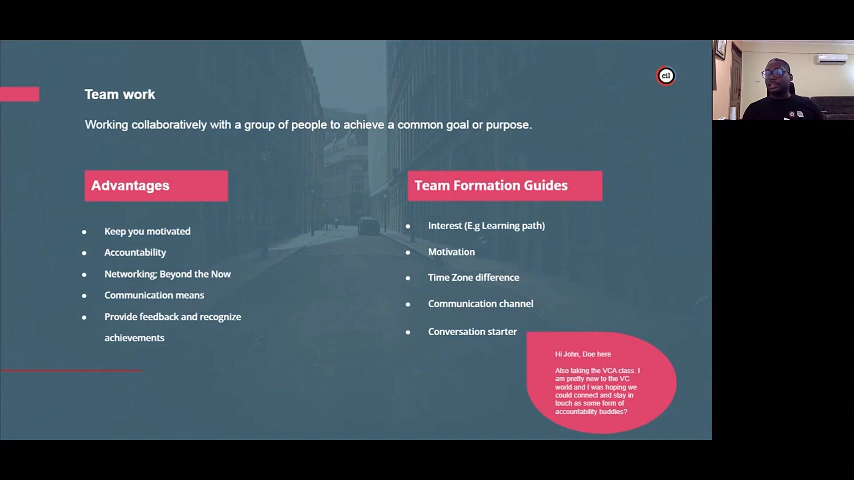 cil
Team work
Working collaboratively with a group of people to achieve a common goal or purpose.
Advantages
Keep you motivated
Accountability
Networking; Beyond the Now
Communication means
Provide feedback and recognize
achievements
Team Formation Guides
Interest (E.g Learning path)
Motivation
Time Zone difference
Communication channel
Conversation starter
Hi John, Doe here
Also taking the VCA class. I
am pretty new to the VC
world and I was hoping we
could connect and stay in
touch as some form of
accountability buddies?